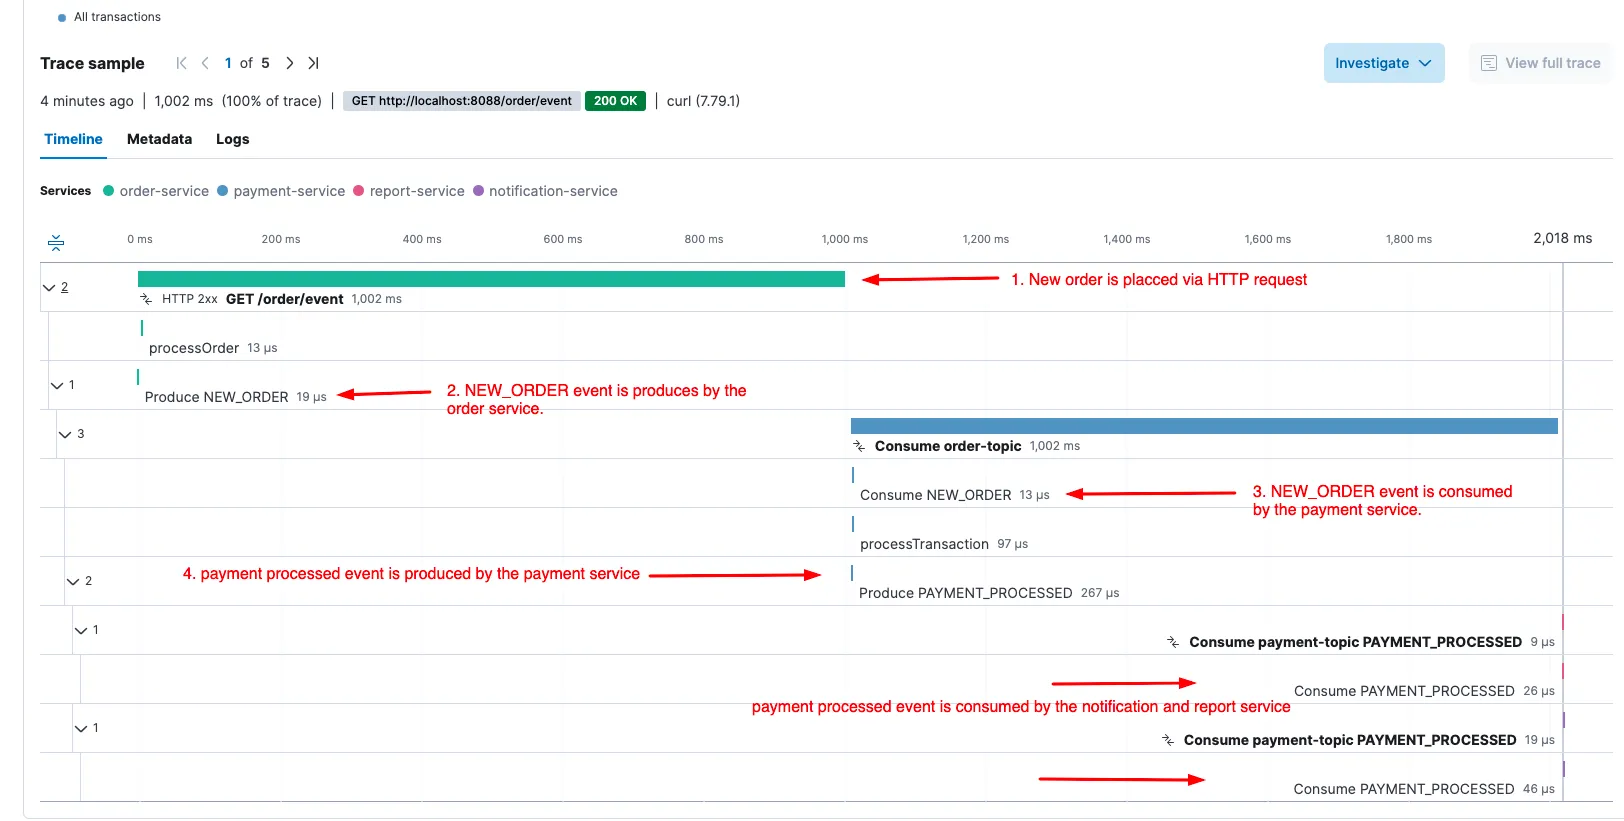 All transactions
Trace sample 1 of 5 Investigate View full trace
4 minutes ago | 1,002 ms (100% of trace) | GET http://localhost:8088/order/event 200 OK | curl (7.79.1)
Timeline Metadata Logs
Services order-service payment-service report-service notification-service
0 ms 200 ms 400 ms 600 ms 800 ms 1,000 ms 1,200 ms 1,400 ms 1,600 ms 1,800 ms 2,018 ms
2
1. New order is placced via HTTP request
HTTP 2xx GET /order/event 1,002 ms
processOrder 13 µs
1
Produce NEW_ORDER 19 µs
2. NEW_ORDER event is produces by the
order service.
3
Consume order-topic 1,002 ms
Consume NEW_ORDER 13 µs
3. NEW_ORDER event is consumed
by the payment service.
processTransaction 97 µs
2
4. payment processed event is produced by the payment service
Produce PAYMENT_PROCESSED 267 µs
1
Consume payment-topic PAYMENT_PROCESSED 9 µs
Consume PAYMENT_PROCESSED 26 µs
payment processed event is consumed by the notification and report service
1
Consume payment-topic PAYMENT_PROCESSED 19 µs
Consume PAYMENT_PROCESSED 46 µs